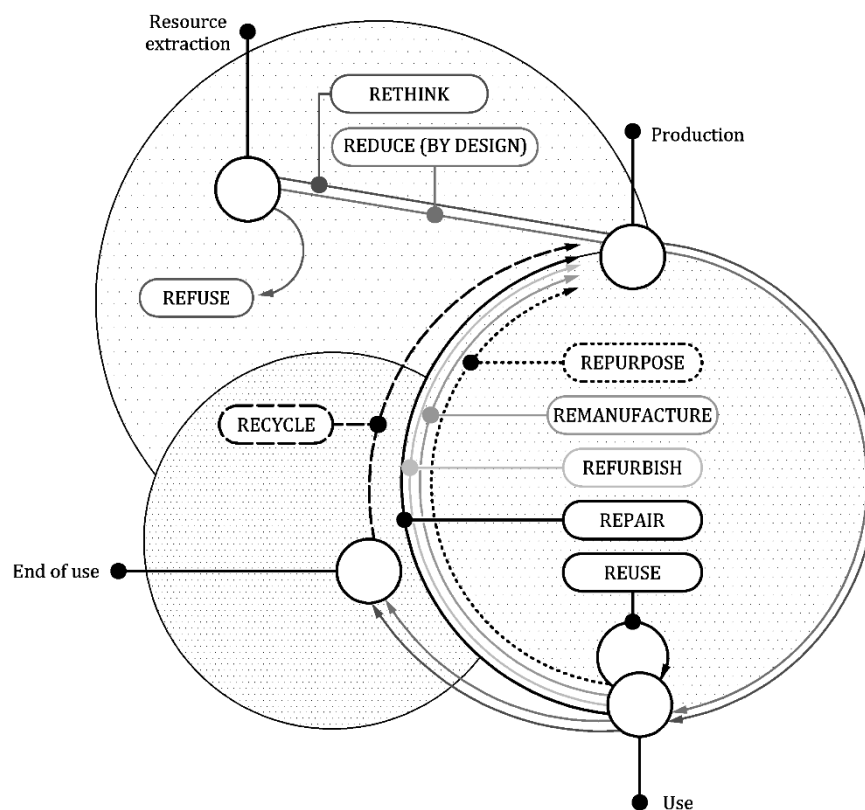 Resource
extraction
RETHINK
REDUCE (BY DESIGN)
Production
REFUSE
REPURPOSE
RECYCLE
REMANUFACTURE
REFURBISH
REPAIR
End of use
REUSE
Use